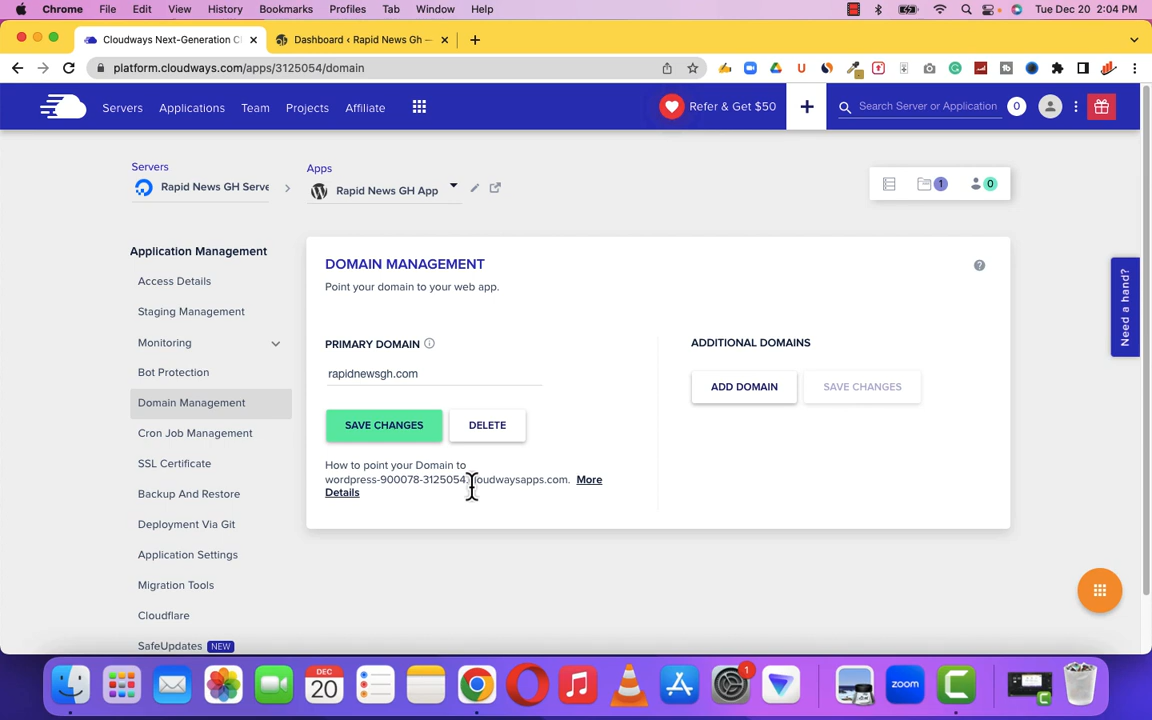 Chrome File Edit View History Bookmarks Profiles Tab Window Help Tue Dec 20 2:04 PM
Cloudways Next-Generation C Dashboard ‹ Rapid News Gh —
platform.cloudways.com/apps/3125054/domain
Servers Applications Team Projects Affiliate Refer & Get $50 + Search Server or Application 0
Servers Apps
Rapid News GH Serve Rapid News GH App 1 0
Application Management
Access Details
Staging Management
Monitoring
Bot Protection
Domain Management
Cron Job Management
SSL Certificate
Backup And Restore
Deployment Via Git
Application Settings
Migration Tools
Cloudflare
SafeUpdates NEW
DOMAIN MANAGEMENT
Point your domain to your web app.
PRIMARY DOMAIN
rapidnewsgh.com
SAVE CHANGES DELETE
How to point your Domain to
wordpress-900078-3125054.cloudwaysapps.com. More
Details
ADDITIONAL DOMAINS
ADD DOMAIN SAVE CHANGES
Need a hand?
DEC
20
1
zoom